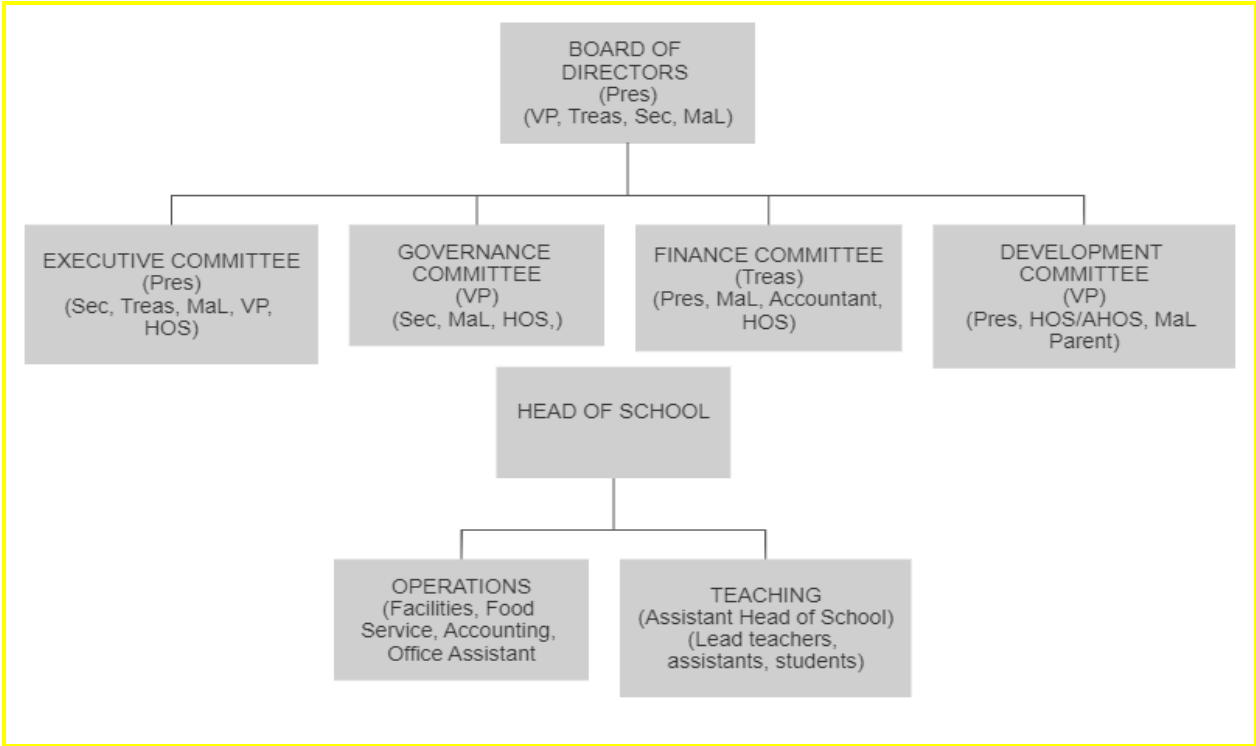 BOARD OF
DIRECTORS
(Pres)
(VP, Treas, Sec, MaL)
EXECUTIVE COMMITTEE
(Pres)
(Sec, Treas, MaL, VP,
HOS)
GOVERNANCE
COMMITTEE
(VP)
(Sec, MaL, HOS,)
FINANCE COMMITTEE
(Treas)
(Pres, MaL, Accountant,
HOS)
DEVELOPMENT
COMMITTEE
(VP)
(Pres, HOS/AHOS, MaL
Parent)
HEAD OF SCHOOL
OPERATIONS
(Facilities, Food
Service, Accounting,
Office Assistant
TEACHING
(Assistant Head of School)
(Lead teachers,
assistants, students)